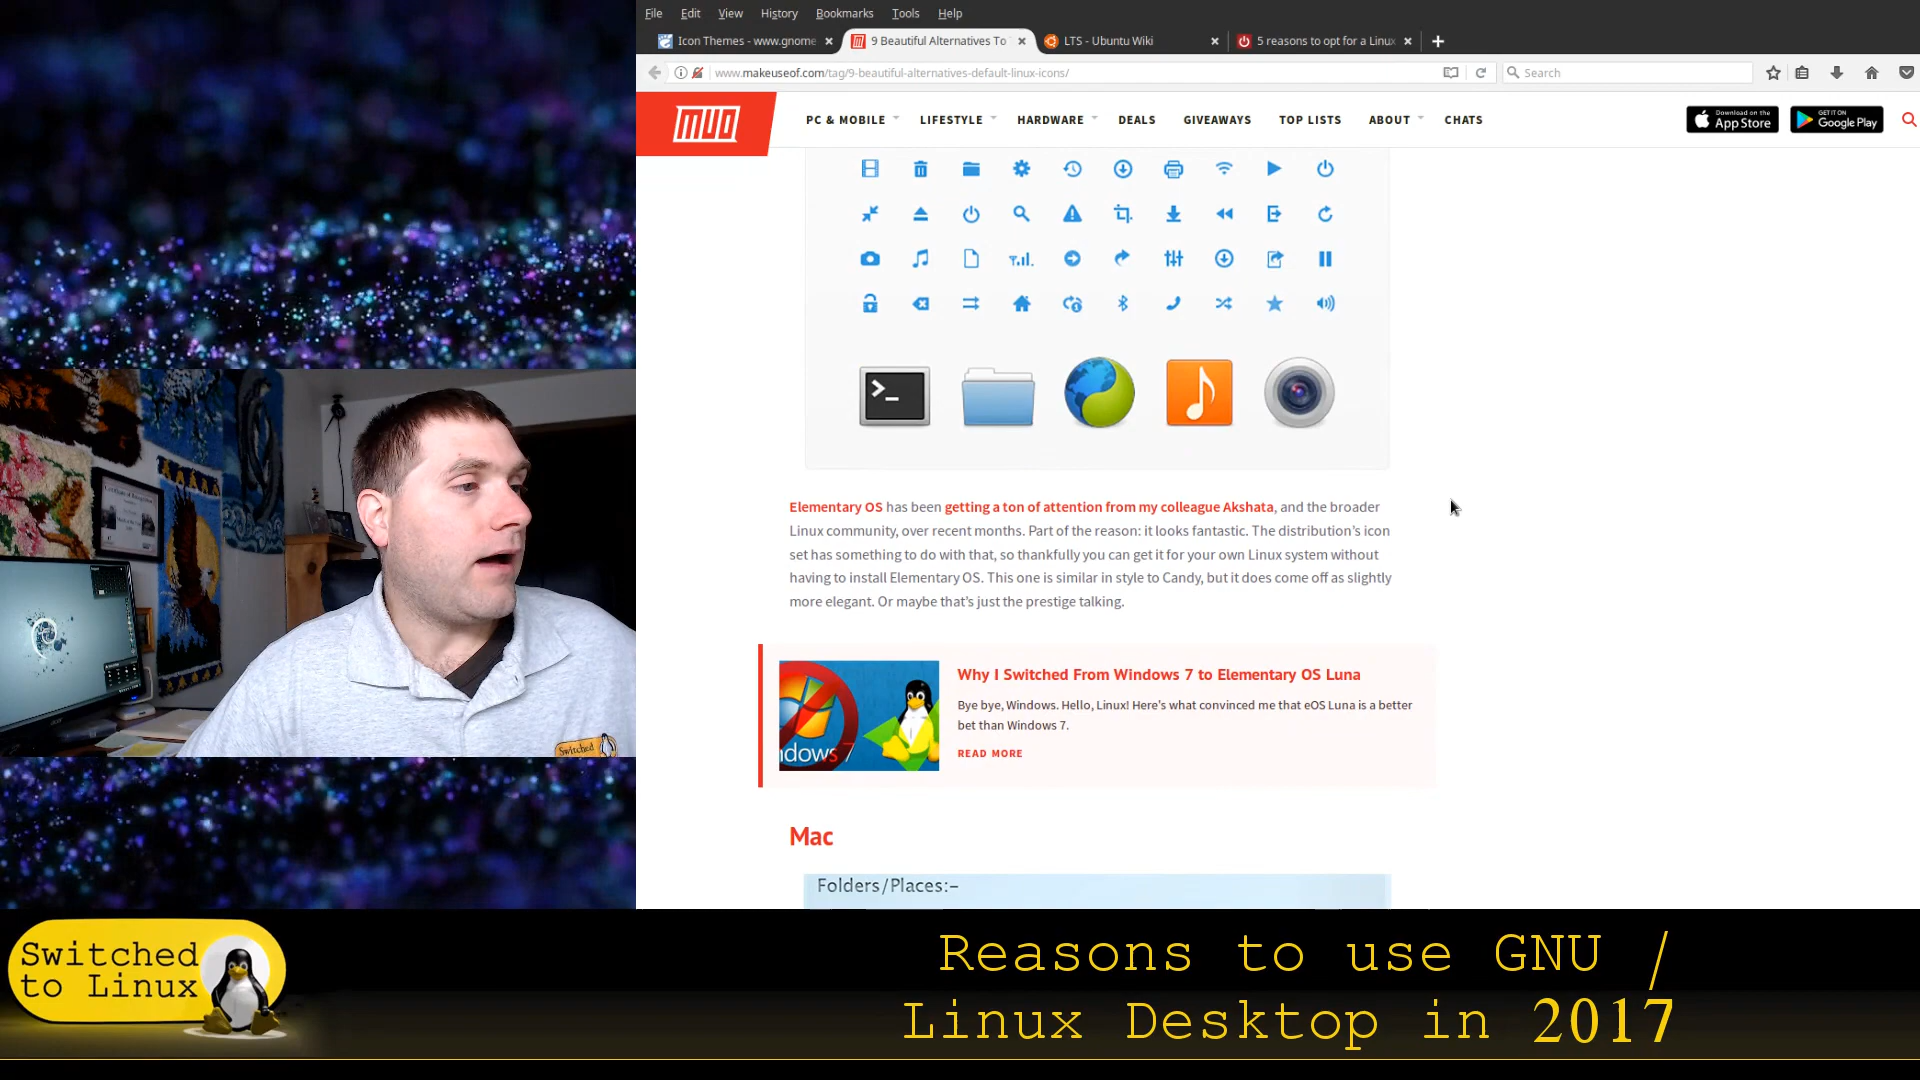 File Edit View History Bookmarks Tools Help
Icon Themes - www.gnome
9 Beautiful Alternatives To
LTS - Ubuntu Wiki
5 reasons to opt for a Linux
www.makeuseof.com/tag/9-beautiful-alternatives-default-linux-icons/
Search
MUO
PC & MOBILE LIFESTYLE HARDWARE DEALS GIVEAWAYS TOP LISTS ABOUT CHATS
Download on the App Store
GET IT ON Google Play
>_
Elementary OS has been getting a ton of attention from my colleague Akshata, and the broader
Linux community, over recent months. Part of the reason: it looks fantastic. The distribution's icon
set has something to do with that, so thankfully you can get it for your own Linux system without
having to install Elementary OS. This one is similar in style to Candy, but it does come off as slightly
more elegant. Or maybe that's just the prestige talking.
ndows 7
Why I Switched From Windows 7 to Elementary OS Luna
Bye bye, Windows. Hello, Linux! Here's what convinced me that eOS Luna is a better
bet than Windows 7.
READ MORE
Mac
Folders/Places:-
Switched
Switched
to Linux
Reasons to use GNU /
Linux Desktop in 2017